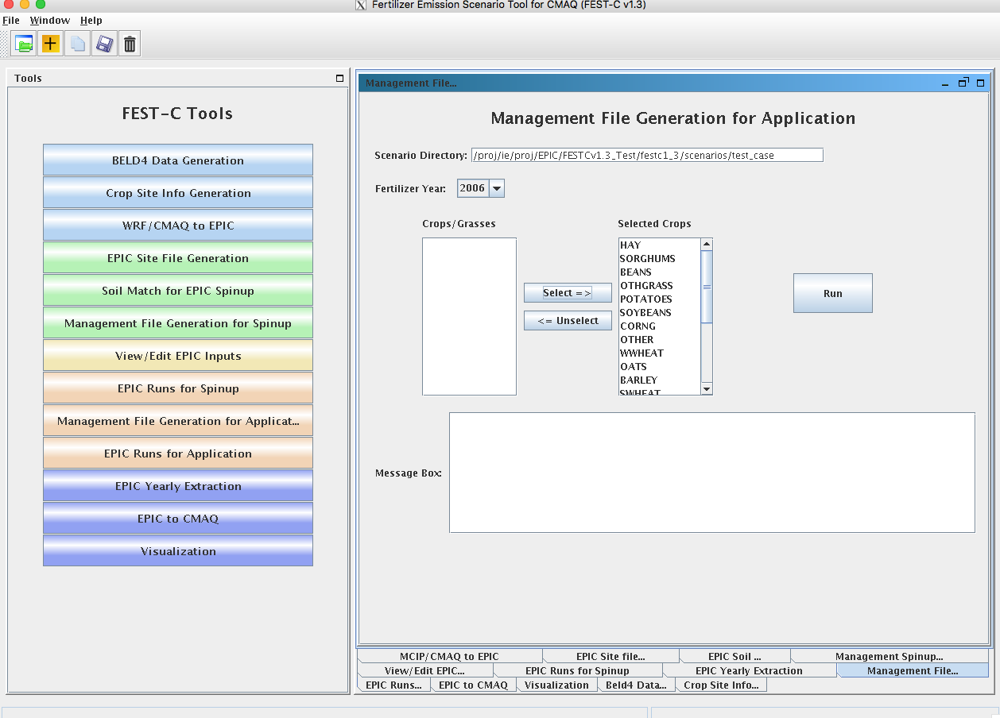 Fertilizer Emission Scenario Tool for CMAQ (FEST-C v1.3)
File Window Help
Tools
FEST-C Tools
BELD4 Data Generation
Crop Site Info Generation
WRF/CMAQ to EPIC
EPIC Site File Generation
Soil Match for EPIC Spinup
Management File Generation for Spinup
View/Edit EPIC Inputs
EPIC Runs for Spinup
Management File Generation for Applicat...
EPIC Runs for Application
EPIC Yearly Extraction
EPIC to CMAQ
Visualization
Management File...
Management File Generation for Application
Scenario Directory: /proj/ie/proj/EPIC/FESTCv1.3_Test/festc1_3/scenarios/test_case
Fertilizer Year: 2006
Crops/Grasses
Selected Crops
HAY
SORGHUMS
BEANS
OTHGRASS
POTATOES
SOYBEANS
CORNG
OTHER
WWHEAT
OATS
BARLEY
SWHEAT
Select =>
<= Unselect
Run
Message Box:
MCIP/CMAQ to EPIC EPIC Site file... EPIC Soil ... Management Spinup...
View/Edit EPIC... EPIC Runs for Spinup EPIC Yearly Extraction Management File...
EPIC Runs... EPIC to CMAQ Visualization Beld4 Data... Crop Site Info...